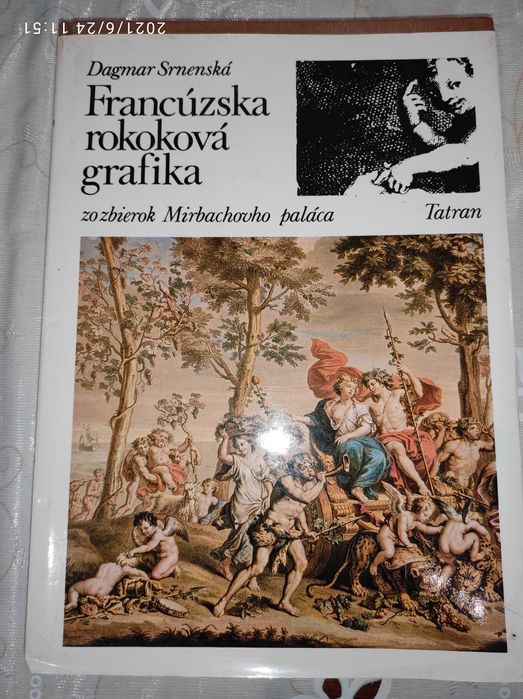 2021/6/24 11:51
Dagmar Srnenská
Francúzska
rokoková
grafika
zo zbierok Mirbachovho paláca Tatran